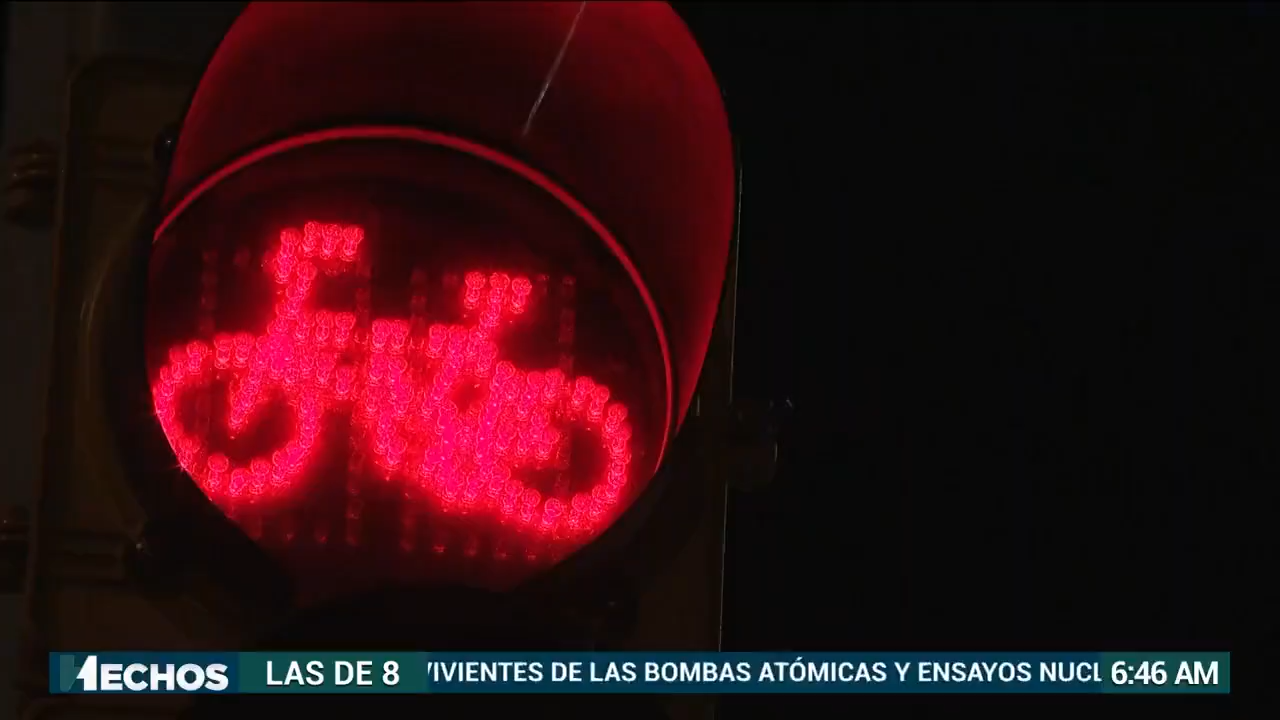 HECHOS LAS DE 8 VIVIENTES DE LAS BOMBAS ATÓMICAS Y ENSAYOS NUCL 6:46 AM